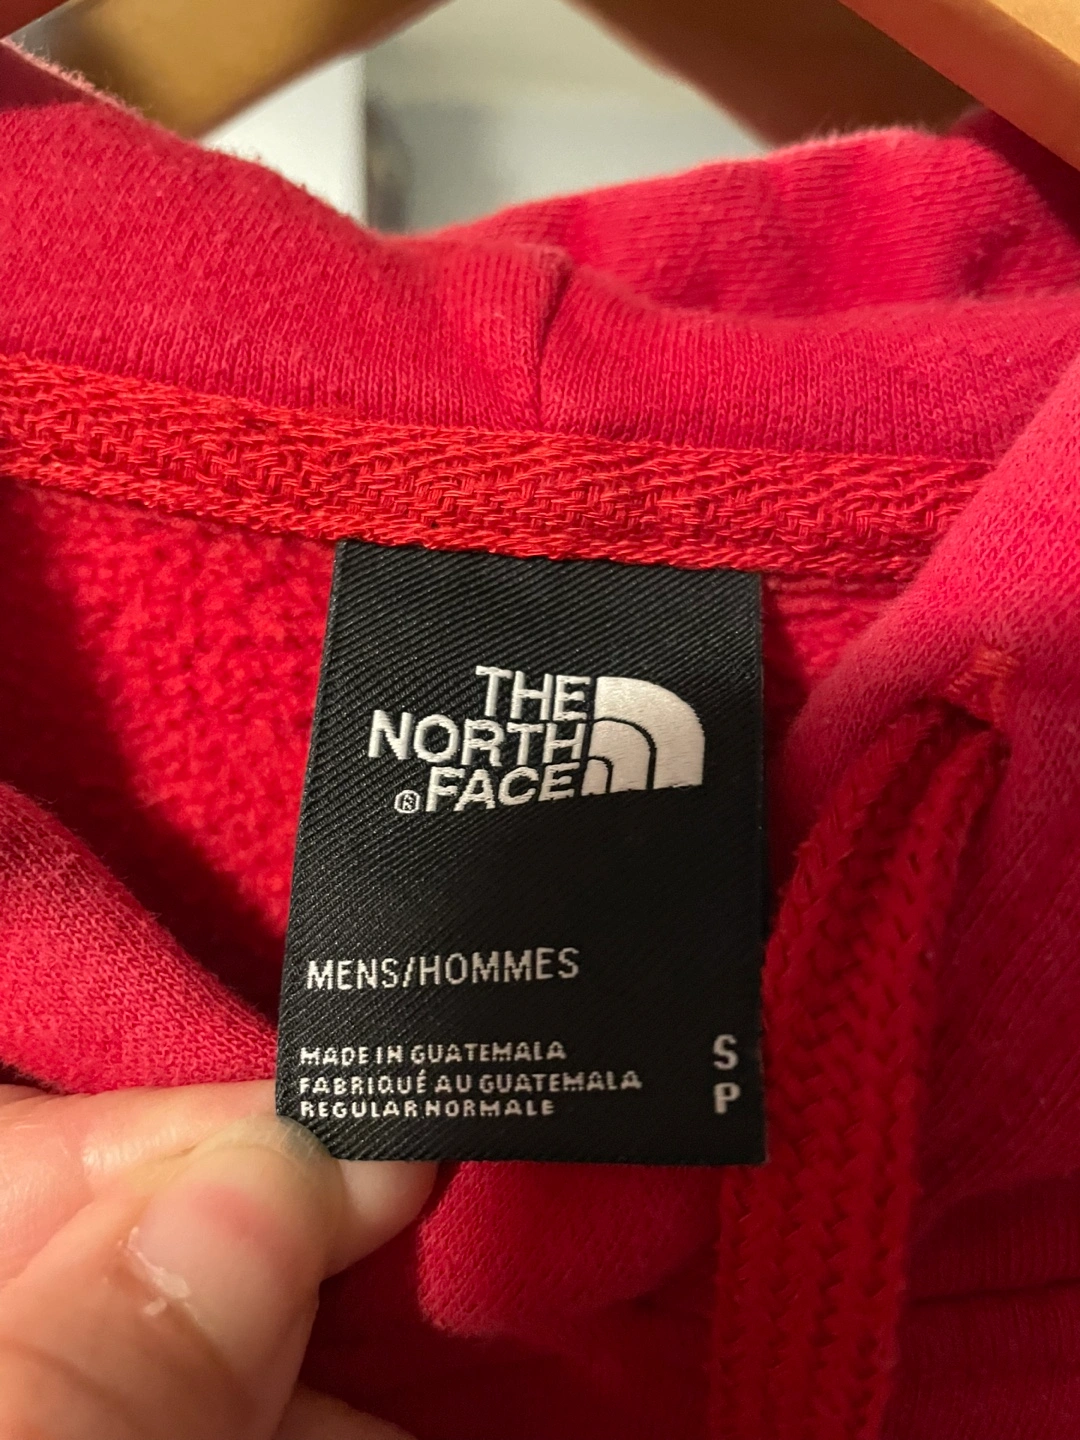 THE
NORTH
® FACE
MENS/HOMMES
MADE IN GUATEMALA
FABRIQUÉ AU GUATEMALA
REGULAR NORMALE
S
P